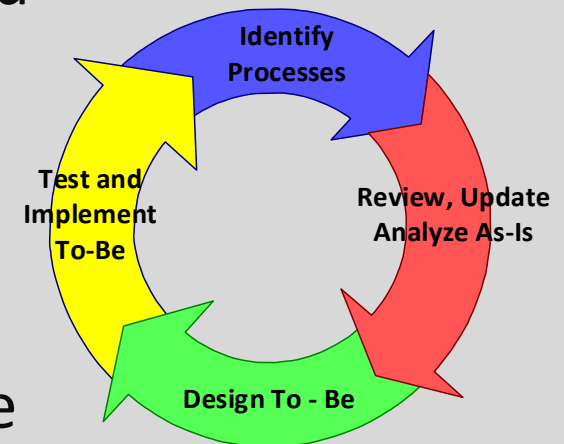 Identify
Processes
Review, Update
Analyze As-Is
Test and
Implement
To-Be
Design To - Be
e